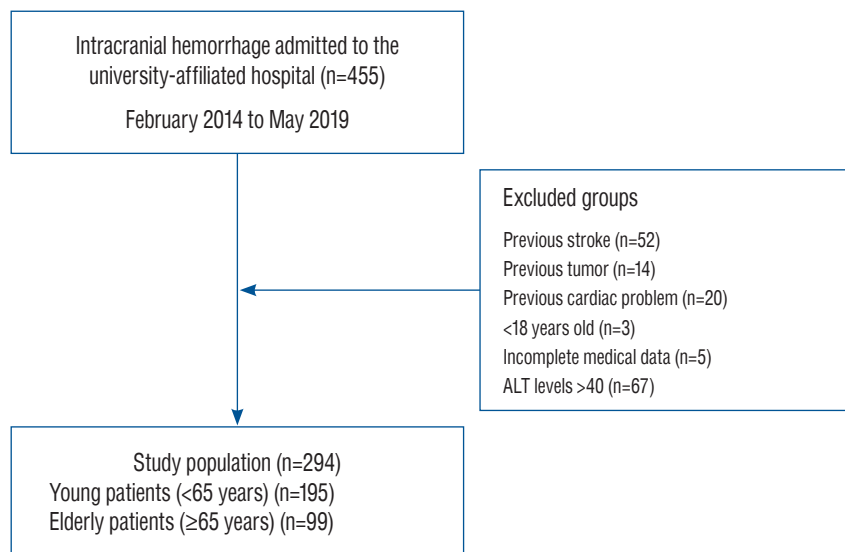 Intracranial hemorrhage admitted to the
university-affiliated hospital (n=455)
February 2014 to May 2019
Excluded groups
Previous stroke (n=52)
Previous tumor (n=14)
Previous cardiac problem (n=20)
<18 years old (n=3)
Incomplete medical data (n=5)
ALT levels >40 (n=67)
Study population (n=294)
Young patients (<65 years) (n=195)
Elderly patients (≥65 years) (n=99)